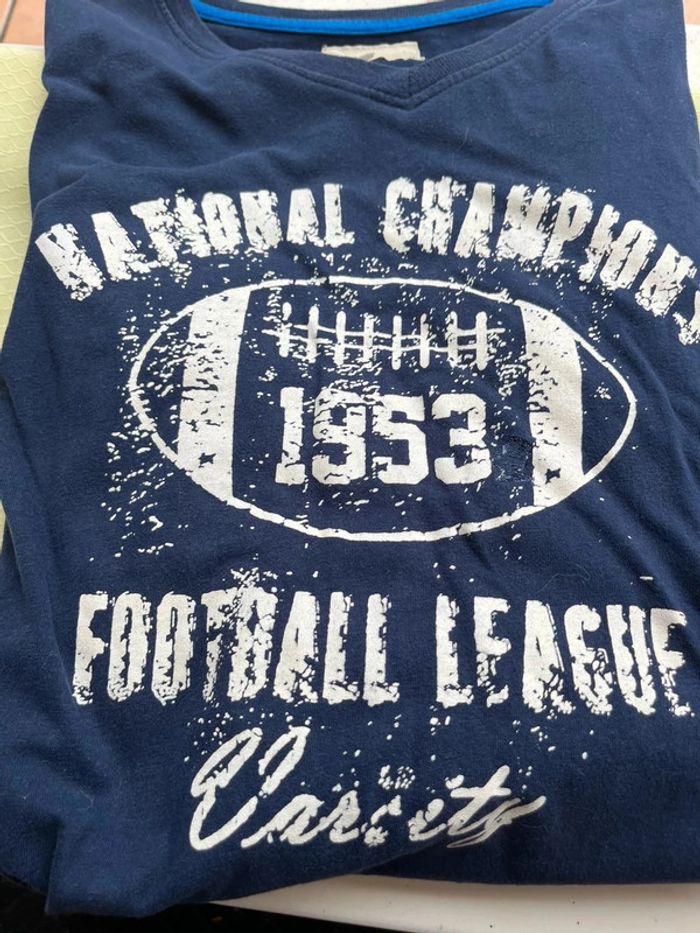 NATIONAL CHAMPIONS
1953
FOOTBALL LEAGUE
Varsity